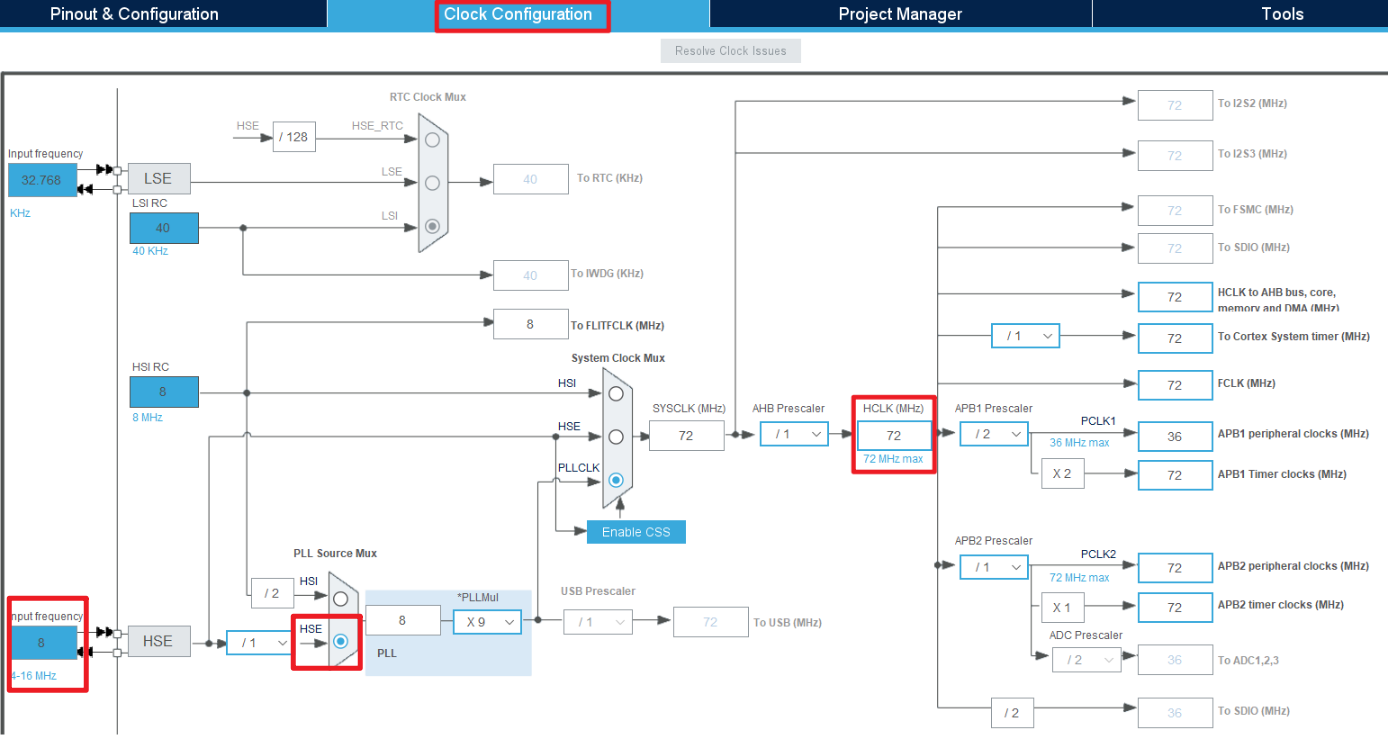 Pinout & Configuration
Clock Configuration
Project Manager
Tools
Resolve Clock Issues
RTC Clock Mux
HSE
/ 128
HSE_RTC
Input frequency
32.768
KHz
LSE
LSE
40
To RTC (KHz)
LSI RC
40
40 KHz
LSI
40
To IWDG (KHz)
8
To FLITFCLK (MHz)
HSI RC
8
8 MHz
System Clock Mux
HSI
HSE
PLLCLK
Enable CSS
SYSCLK (MHz)
72
AHB Prescaler
/ 1
HCLK (MHz)
72
72 MHz max
72
To I2S2 (MHz)
72
To I2S3 (MHz)
72
To FSMC (MHz)
72
To SDIO (MHz)
72
HCLK to AHB bus, core,
memory and DMA (MHz)
/ 1
72
To Cortex System timer (MHz)
72
FCLK (MHz)
APB1 Prescaler
/ 2
PCLK1
36 MHz max
36
APB1 peripheral clocks (MHz)
X 2
72
APB1 Timer clocks (MHz)
APB2 Prescaler
/ 1
PCLK2
72 MHz max
72
APB2 peripheral clocks (MHz)
X 1
72
APB2 timer clocks (MHz)
ADC Prescaler
/ 2
36
To ADC1,2,3
/ 2
36
To SDIO (MHz)
PLL Source Mux
HSI
/ 2
HSE
Input frequency
8
4-16 MHz
HSE
/ 1
8
*PLLMul
X 9
PLL
USB Prescaler
/ 1
72
To USB (MHz)